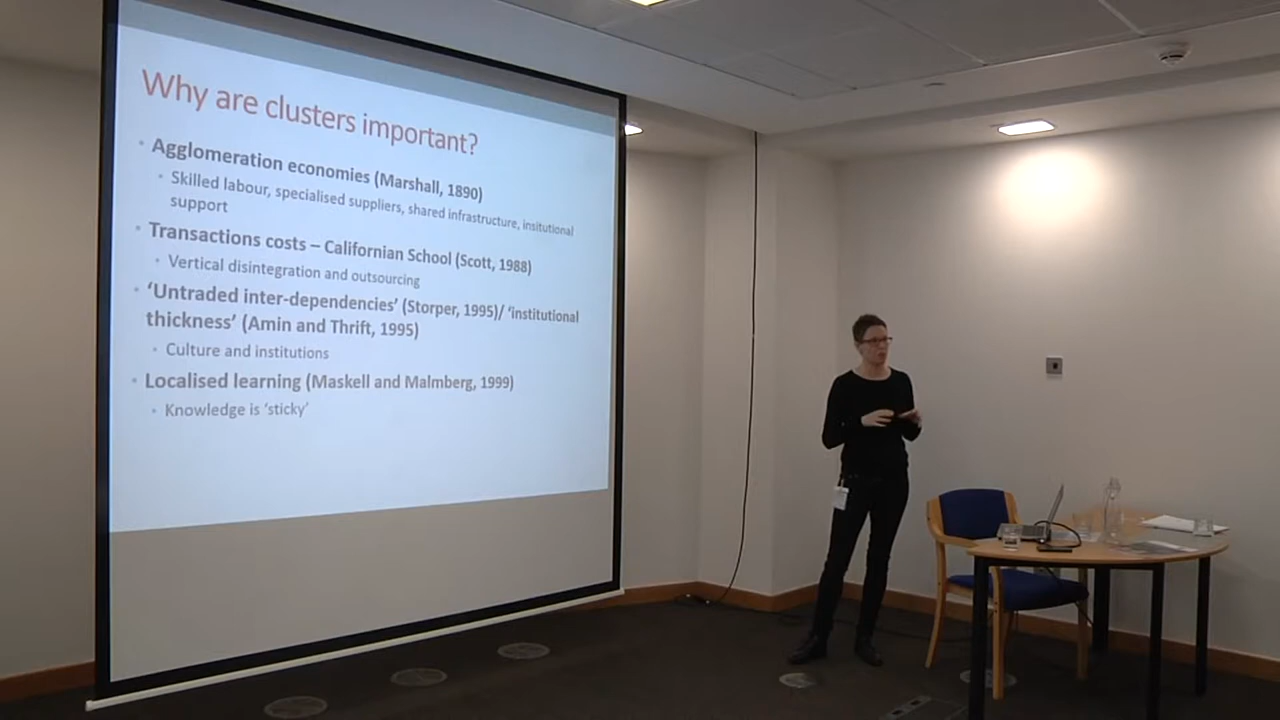 Why are clusters important?
• Agglomeration economies (Marshall, 1890)
• Skilled labour, specialised suppliers, shared infrastructure, insitutional
support
• Transactions costs – Californian School (Scott, 1988)
• Vertical disintegration and outsourcing
• ‘Untraded inter-dependencies’ (Storper, 1995)/ ‘institutional
thickness’ (Amin and Thrift, 1995)
• Culture and institutions
• Localised learning (Maskell and Malmberg, 1999)
• Knowledge is ‘sticky’